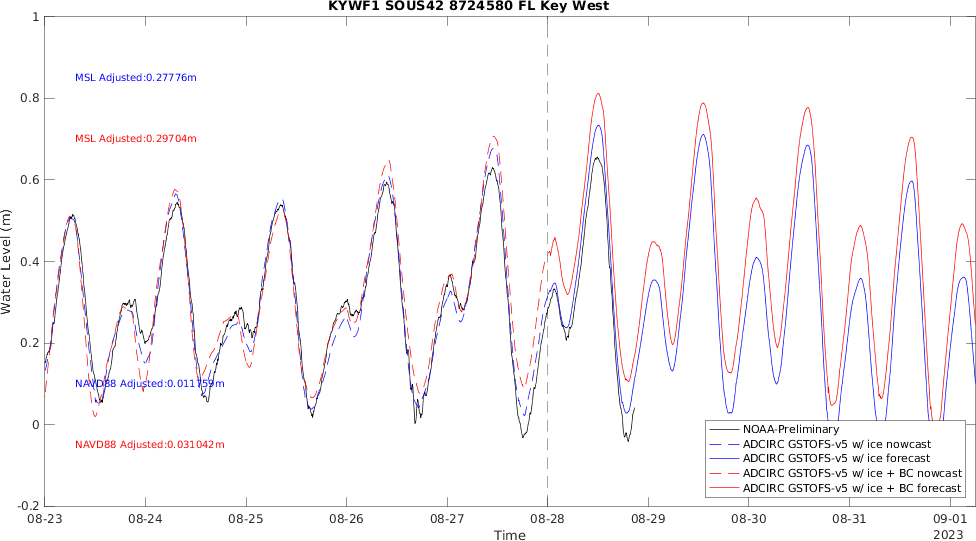 KYWF1 SOUS42 8724580 FL Key West
1
MSL Adjusted:0.27776m
0.8
MSL Adjusted:0.29704m
0.6
Water Level (m)
0.4
0.2
NAVD88 Adjusted:0.011759m
0
NAVD88 Adjusted:0.031042m
NOAA-Preliminary
ADCIRC GSTOFS-v5 w/ ice nowcast
ADCIRC GSTOFS-v5 w/ ice forecast
ADCIRC GSTOFS-v5 w/ ice + BC nowcast
ADCIRC GSTOFS-v5 w/ ice + BC forecast
-0.2
08-23 08-24 08-25 08-26 08-27 08-28 08-29 08-30 08-31 09-01
Time
2023